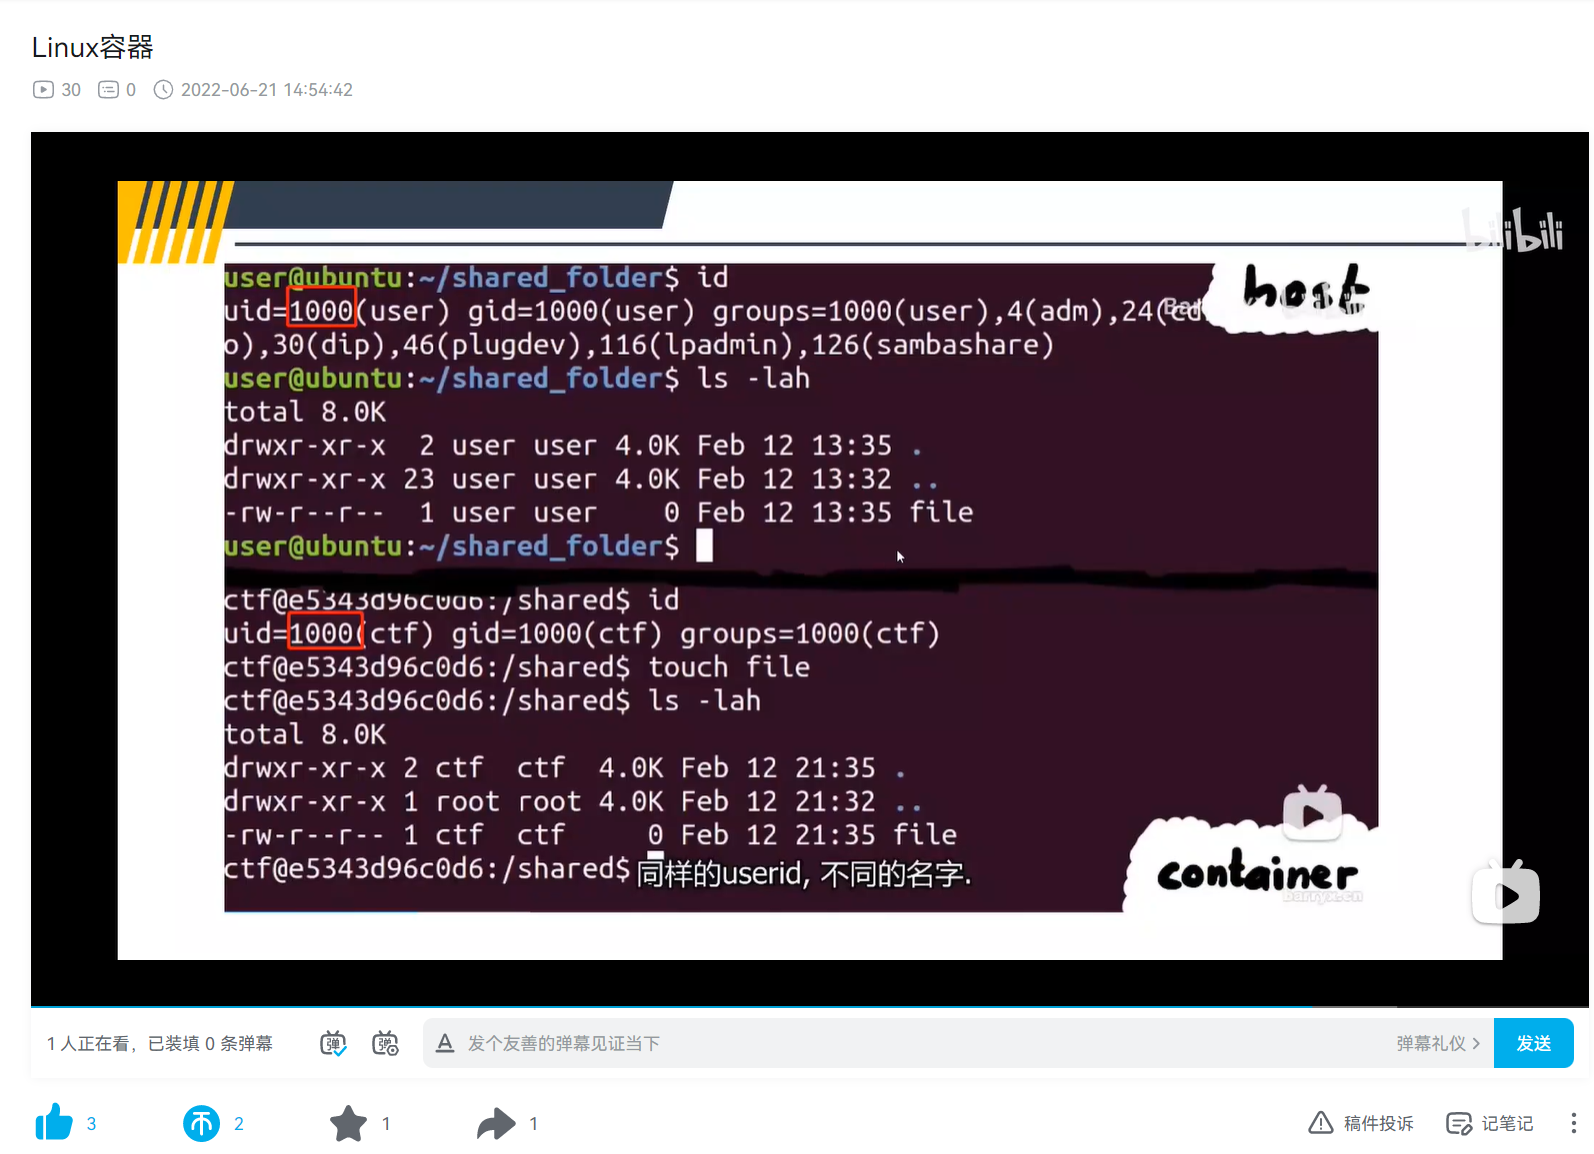 Linux容器
30 0 2022-06-21 14:54:42
bilibili
user@ubuntu:~/shared_folder$ id
host
uid=1000(user) gid=1000(user) groups=1000(user),4(adm),24(cd
o),30(dip),46(plugdev),116(lpadmin),126(sambashare)
user@ubuntu:~/shared_folder$ ls -lah
total 8.0K
drwxr-xr-x 2 user user 4.0K Feb 12 13:35 .
drwxr-xr-x 23 user user 4.0K Feb 12 13:32 ..
-rw-r--r-- 1 user user 0 Feb 12 13:35 file
user@ubuntu:~/shared_folder$
ctf@e5343d96c0d6:/shared$ id
uid=1000(ctf) gid=1000(ctf) groups=1000(ctf)
ctf@e5343d96c0d6:/shared$ touch file
ctf@e5343d96c0d6:/shared$ ls -lah
total 8.0K
drwxr-xr-x 2 ctf ctf 4.0K Feb 12 21:35 .
drwxr-xr-x 1 root root 4.0K Feb 12 21:32 ..
-rw-r--r-- 1 ctf ctf 0 Feb 12 21:35 file
ctf@e5343d96c0d6:/shared$
同样的userid, 不同的名字.
container
barryx.cn
1 人正在看，已装填 0 条弹幕 弹 弹 A 发个友善的弹幕见证当下 弹幕礼仪 > 发送
3 2 1 1 稿件投诉 记笔记